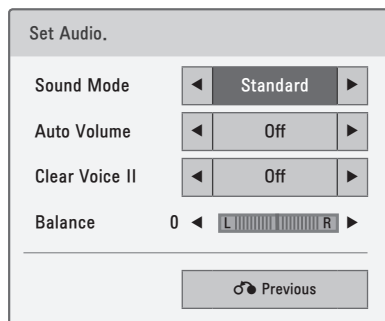 Set Audio.
Sound Mode ◀ Standard ▶
Auto Volume ◀ Off ▶
Clear Voice II ◀ Off ▶
Balance 0 ◀ L R ▶
Previous